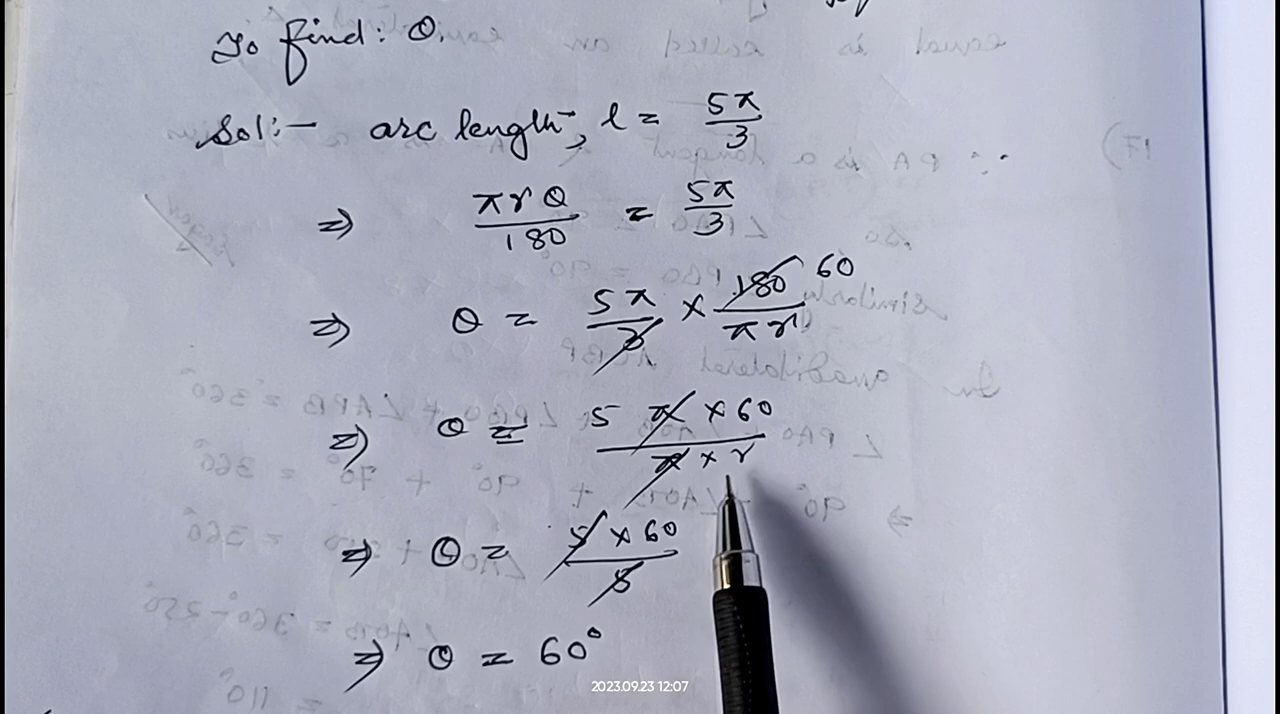 To find: θ.
Sol:- arc length, l = 5π/3
⇒ πrθ/180 = 5π/3
⇒ θ = 5π/3 × 180/πr 60
⇒ θ = 5 π × 60/π × r
⇒ θ = 5 × 60/5
⇒ θ = 60°
2023.09.23 12:07